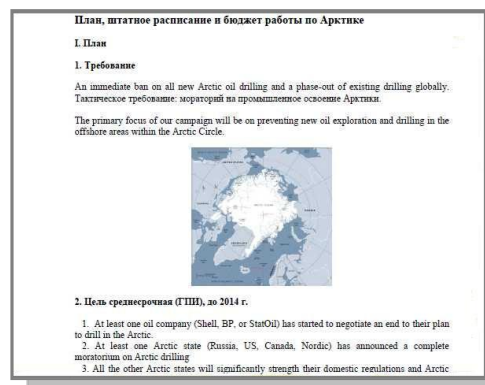 План, штатное расписание и бюджет работы по Арктике
I. План
1. Требование
An immediate ban on all new Arctic oil drilling and a phase-out of existing drilling globally.
Тактическое требование: мораторий на промышленное освоение Арктики.
The primary focus of our campaign will be on preventing new oil exploration and drilling in the
offshore areas within the Arctic Circle.
2. Цель среднесрочная (ГПИ), до 2014 г.
1. At least one oil company (Shell, BP, or StatOil) has started to negotiate an end to their plan
to drill in the Arctic.
2. At least one Arctic state (Russia, US, Canada, Nordic) has announced a complete
moratorium on Arctic drilling
3. All the other Arctic states will significantly strength their domestic regulations and Arctic